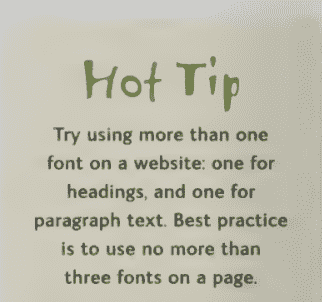 Hot Tip
Try using more than one
font on a website: one for
headings, and one for
paragraph text. Best practice
is to use no more than
three fonts on a page.